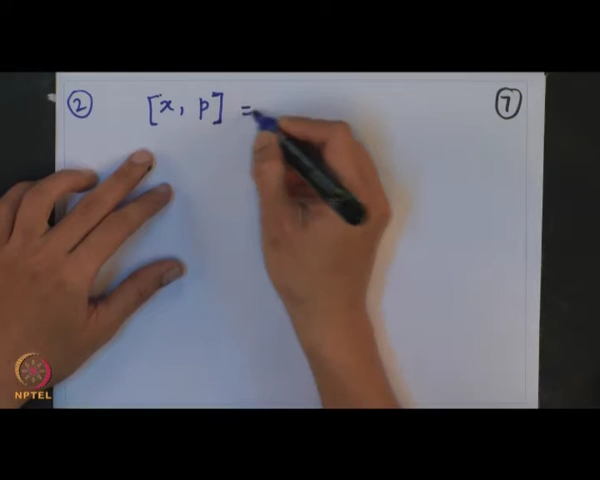 ② [x, p] = ⑦
NPTEL